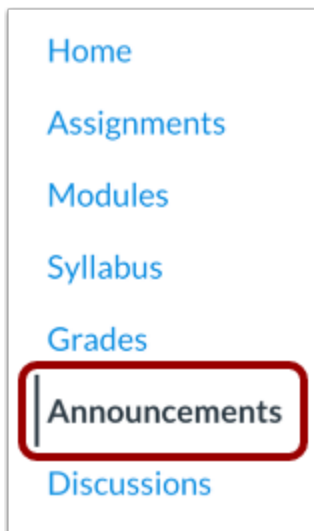 Home
Assignments
Modules
Syllabus
Grades
Announcements
Discussions